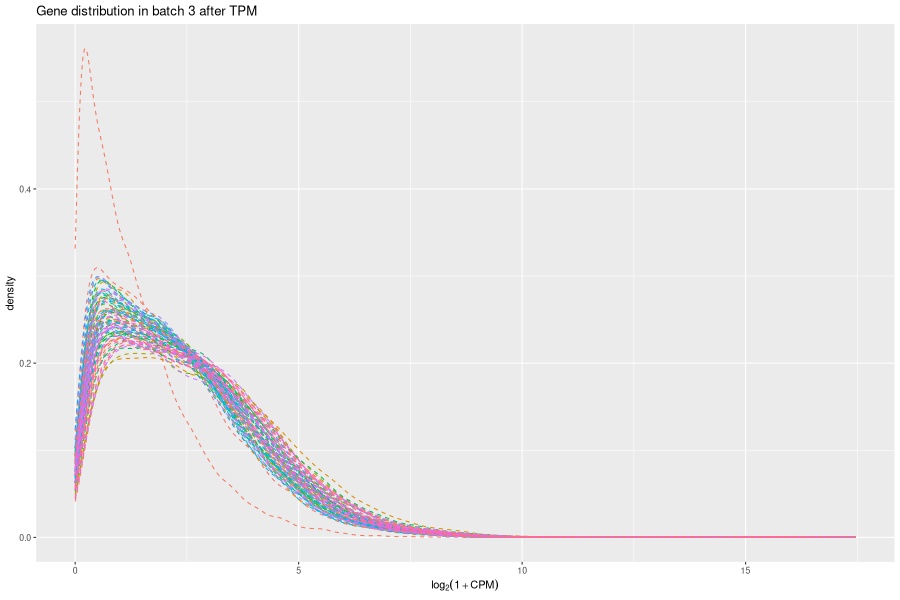 Gene distribution in batch 3 after TPM
density
0.4
0.2
0.0
0 5 10 15
log₂(1 + CPM)